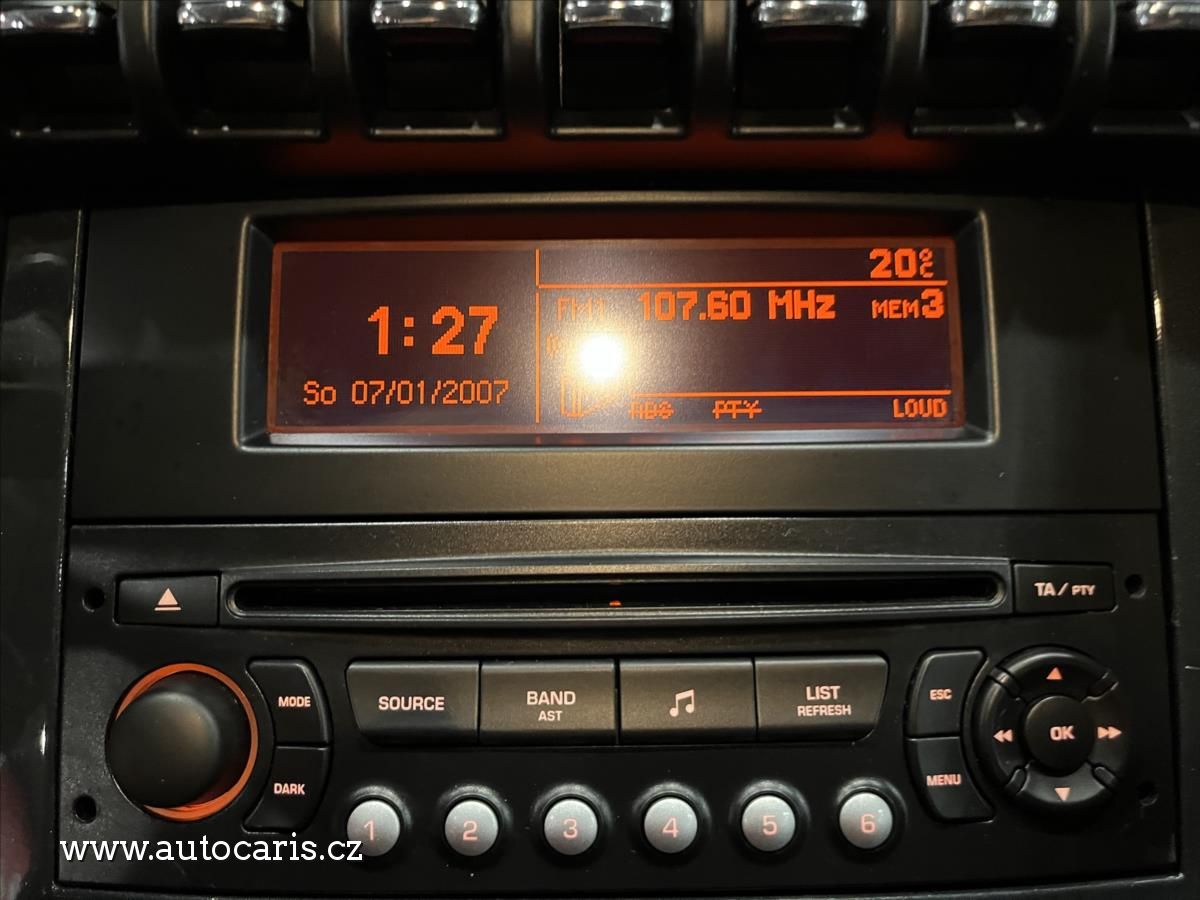 20°C
1:27
FM1 107.60 MHz MEM3
So 07/01/2007
RDS PTY LOUD
TA/PTY
MODE
SOURCE
BAND
AST
LIST
REFRESH
ESC
OK
DARK
MENU
1 2 3 4 5 6
www.autocaris.cz